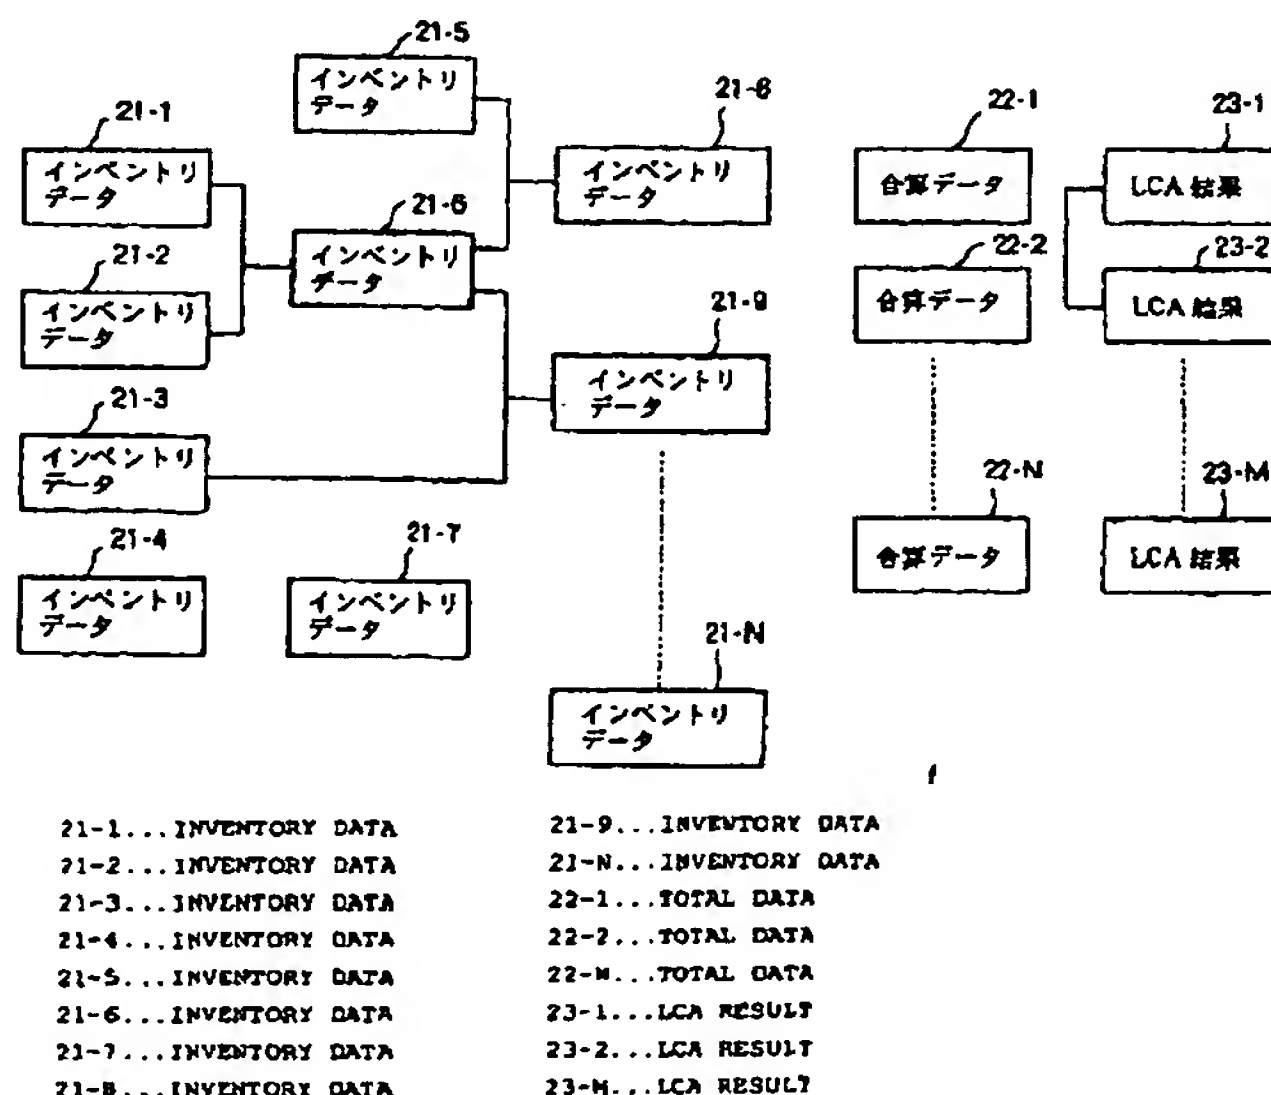 21-5
インベントリ
データ
21-8
22-1
23-1
21-1
インベントリ
データ
インベントリ
データ
合算データ
LCA 結果
21-6
インベントリ
データ
21-2
インベントリ
データ
22-2
合算データ
23-2
LCA 結果
21-9
インベントリ
データ
21-3
インベントリ
データ
22-N
合算データ
23-M
LCA 結果
21-4
インベントリ
データ
21-7
インベントリ
データ
21-N
インベントリ
データ
21-1...INVENTORY DATA
21-2...INVENTORY DATA
21-3...INVENTORY DATA
21-4...INVENTORY DATA
21-5...INVENTORY DATA
21-6...INVENTORY DATA
21-7...INVENTORY DATA
21-8...INVENTORY DATA
21-9...INVENTORY DATA
21-N...INVENTORY DATA
22-1...TOTAL DATA
22-2...TOTAL DATA
22-N...TOTAL DATA
23-1...LCA RESULT
23-2...LCA RESULT
23-M...LCA RESULT